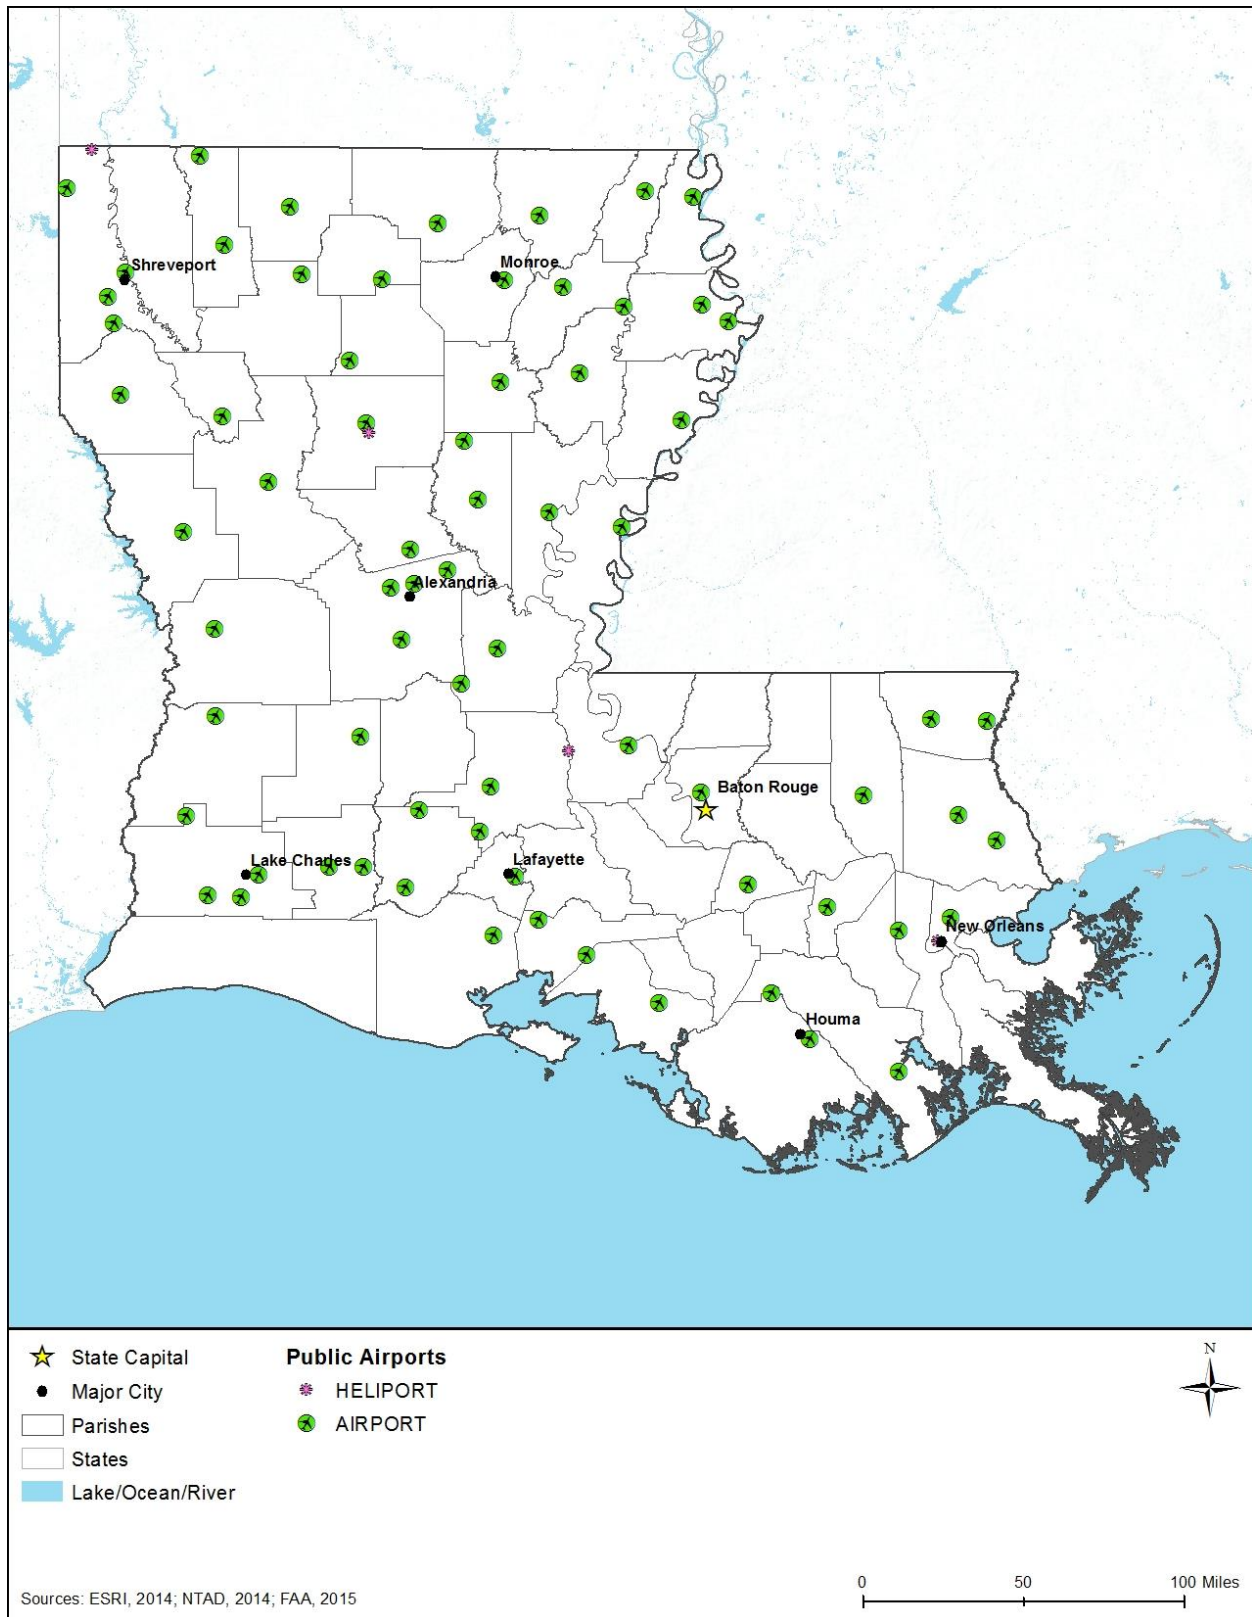 Shreveport
Monroe
Alexandria
Baton Rouge
Lake Charles
Lafayette
New Orleans
Houma
State Capital
Major City
Parishes
States
Lake/Ocean/River
Public Airports
HELIPORT
AIRPORT
N
Sources: ESRI, 2014; NTAD, 2014; FAA, 2015
0 50 100 Miles